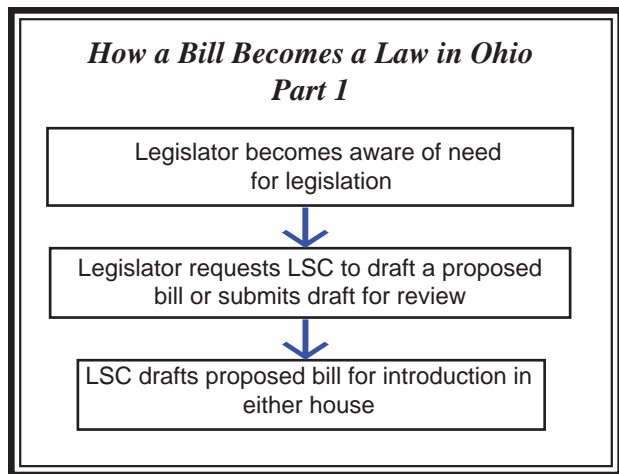 How a Bill Becomes a Law in Ohio
Part 1
Legislator becomes aware of need
for legislation
Legislator requests LSC to draft a proposed
bill or submits draft for review
LSC drafts proposed bill for introduction in
either house